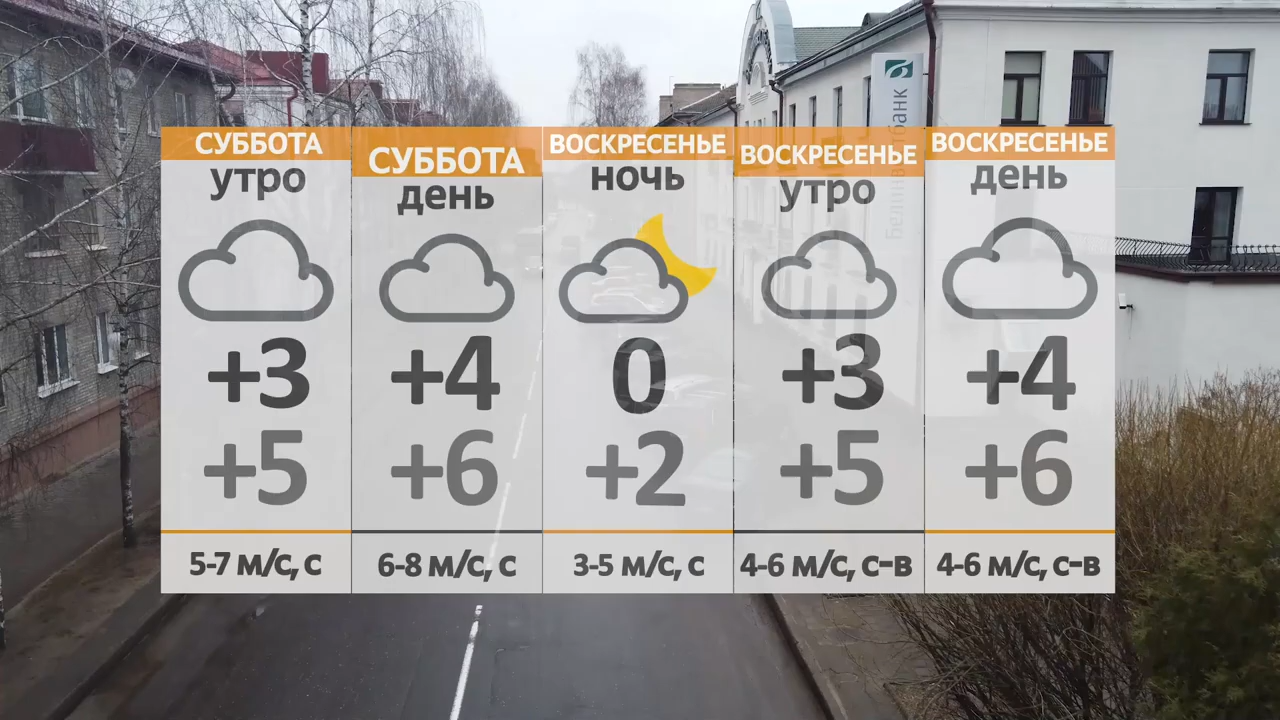 СУББОТА
утро
+3
+5
5-7 м/с, с
СУББОТА
день
+4
+6
6-8 м/с, с
ВОСКРЕСЕНЬЕ
ночь
0
+2
3-5 м/с, с
ВОСКРЕСЕНЬЕ
утро
+3
+5
4-6 м/с, с-в
ВОСКРЕСЕНЬЕ
день
+4
+6
4-6 м/с, с-в